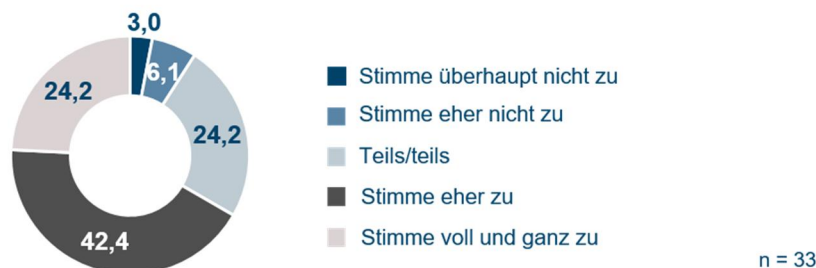 3,0
6,1
24,2
24,2
42,4
Stimme überhaupt nicht zu
Stimme eher nicht zu
Teils/teils
Stimme eher zu
Stimme voll und ganz zu
n = 33